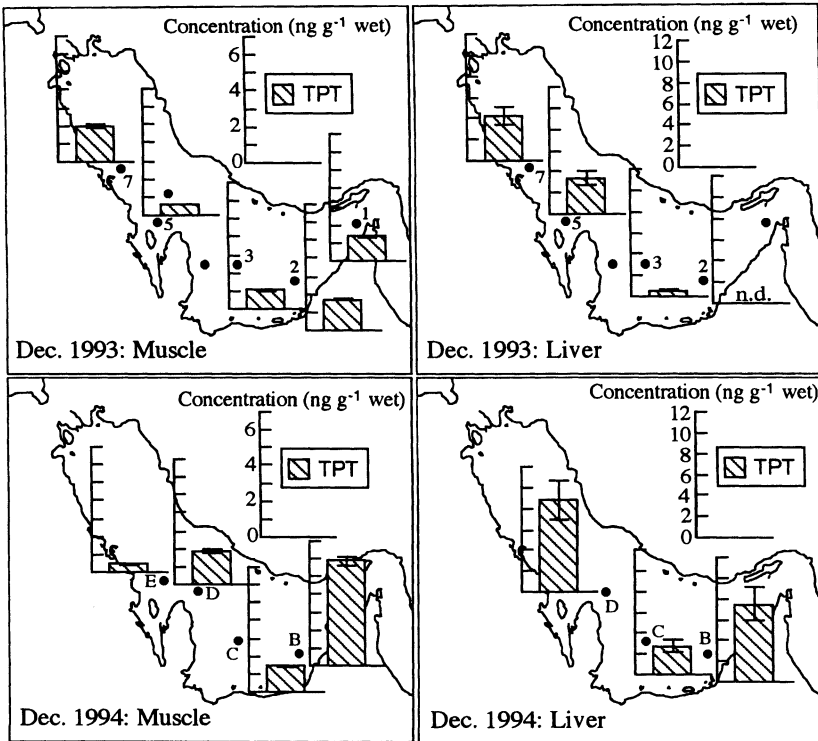 Concentration (ng g-1 wet)
6
4
2
0
TPT
7
5
3
2
1
Dec. 1993: Muscle
Concentration (ng g-1 wet)
12
10
8
6
4
2
0
TPT
7
5
3
2
n.d.
Dec. 1993: Liver
Concentration (ng g-1 wet)
6
4
2
0
TPT
E
D
C
B
Dec. 1994: Muscle
Concentration (ng g-1 wet)
12
10
8
6
4
2
0
TPT
D
C
B
Dec. 1994: Liver